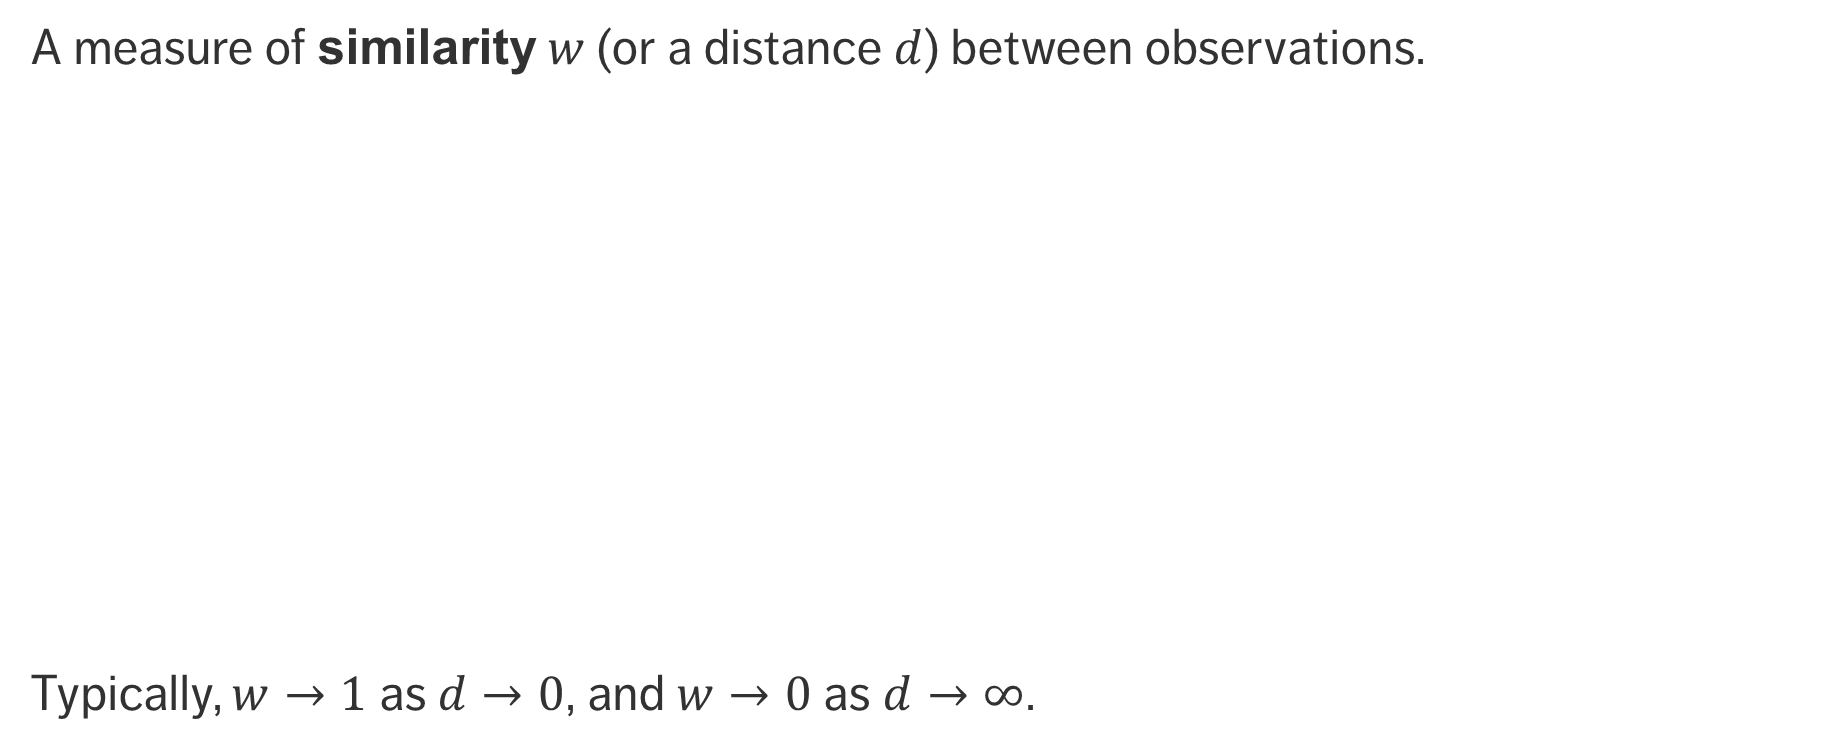 A measure of similarity w (or a distance d) between observations.
Typically, w → 1 as d → 0, and w → 0 as d → ∞.